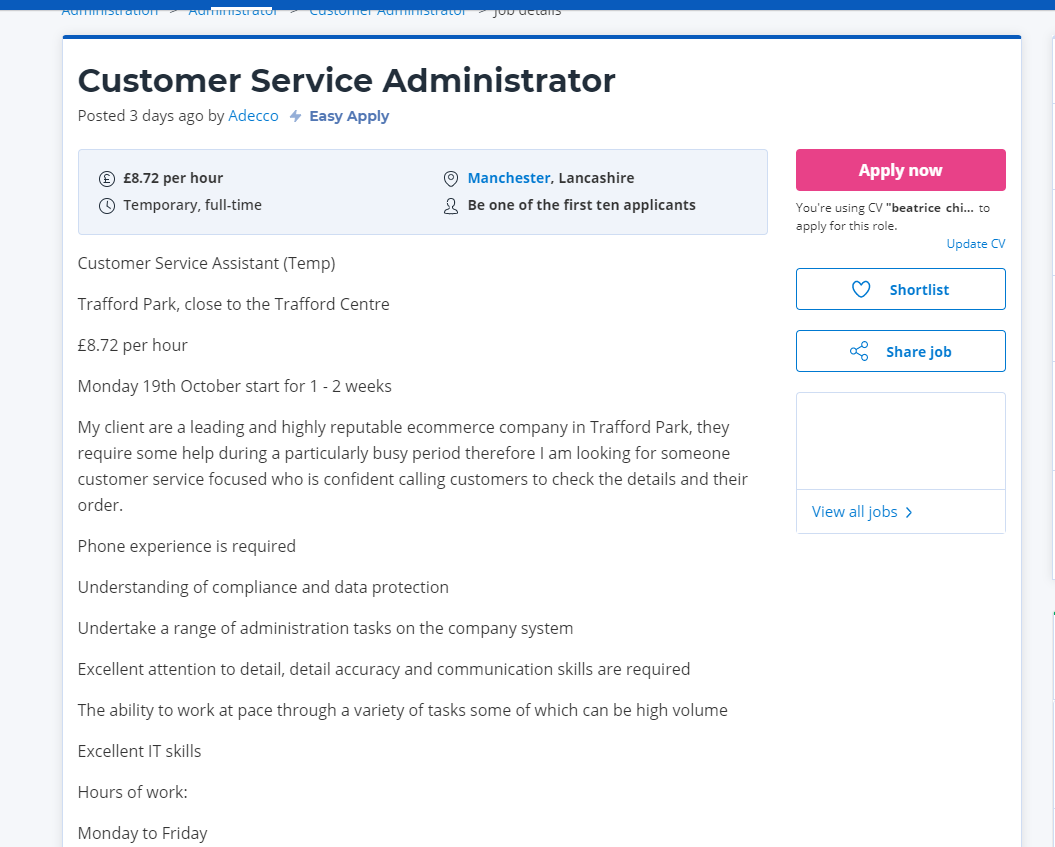 Administration > Administrator > Customer Administrator > Job details
Customer Service Administrator
Posted 3 days ago by Adecco Easy Apply
£8.72 per hour
Manchester, Lancashire
Temporary, full-time
Be one of the first ten applicants
Apply now
You're using CV "beatrice chi... to
apply for this role.
Update CV
Shortlist
Share job
View all jobs
Customer Service Assistant (Temp)
Trafford Park, close to the Trafford Centre
£8.72 per hour
Monday 19th October start for 1 - 2 weeks
My client are a leading and highly reputable ecommerce company in Trafford Park, they
require some help during a particularly busy period therefore I am looking for someone
customer service focused who is confident calling customers to check the details and their
order.
Phone experience is required
Understanding of compliance and data protection
Undertake a range of administration tasks on the company system
Excellent attention to detail, detail accuracy and communication skills are required
The ability to work at pace through a variety of tasks some of which can be high volume
Excellent IT skills
Hours of work:
Monday to Friday